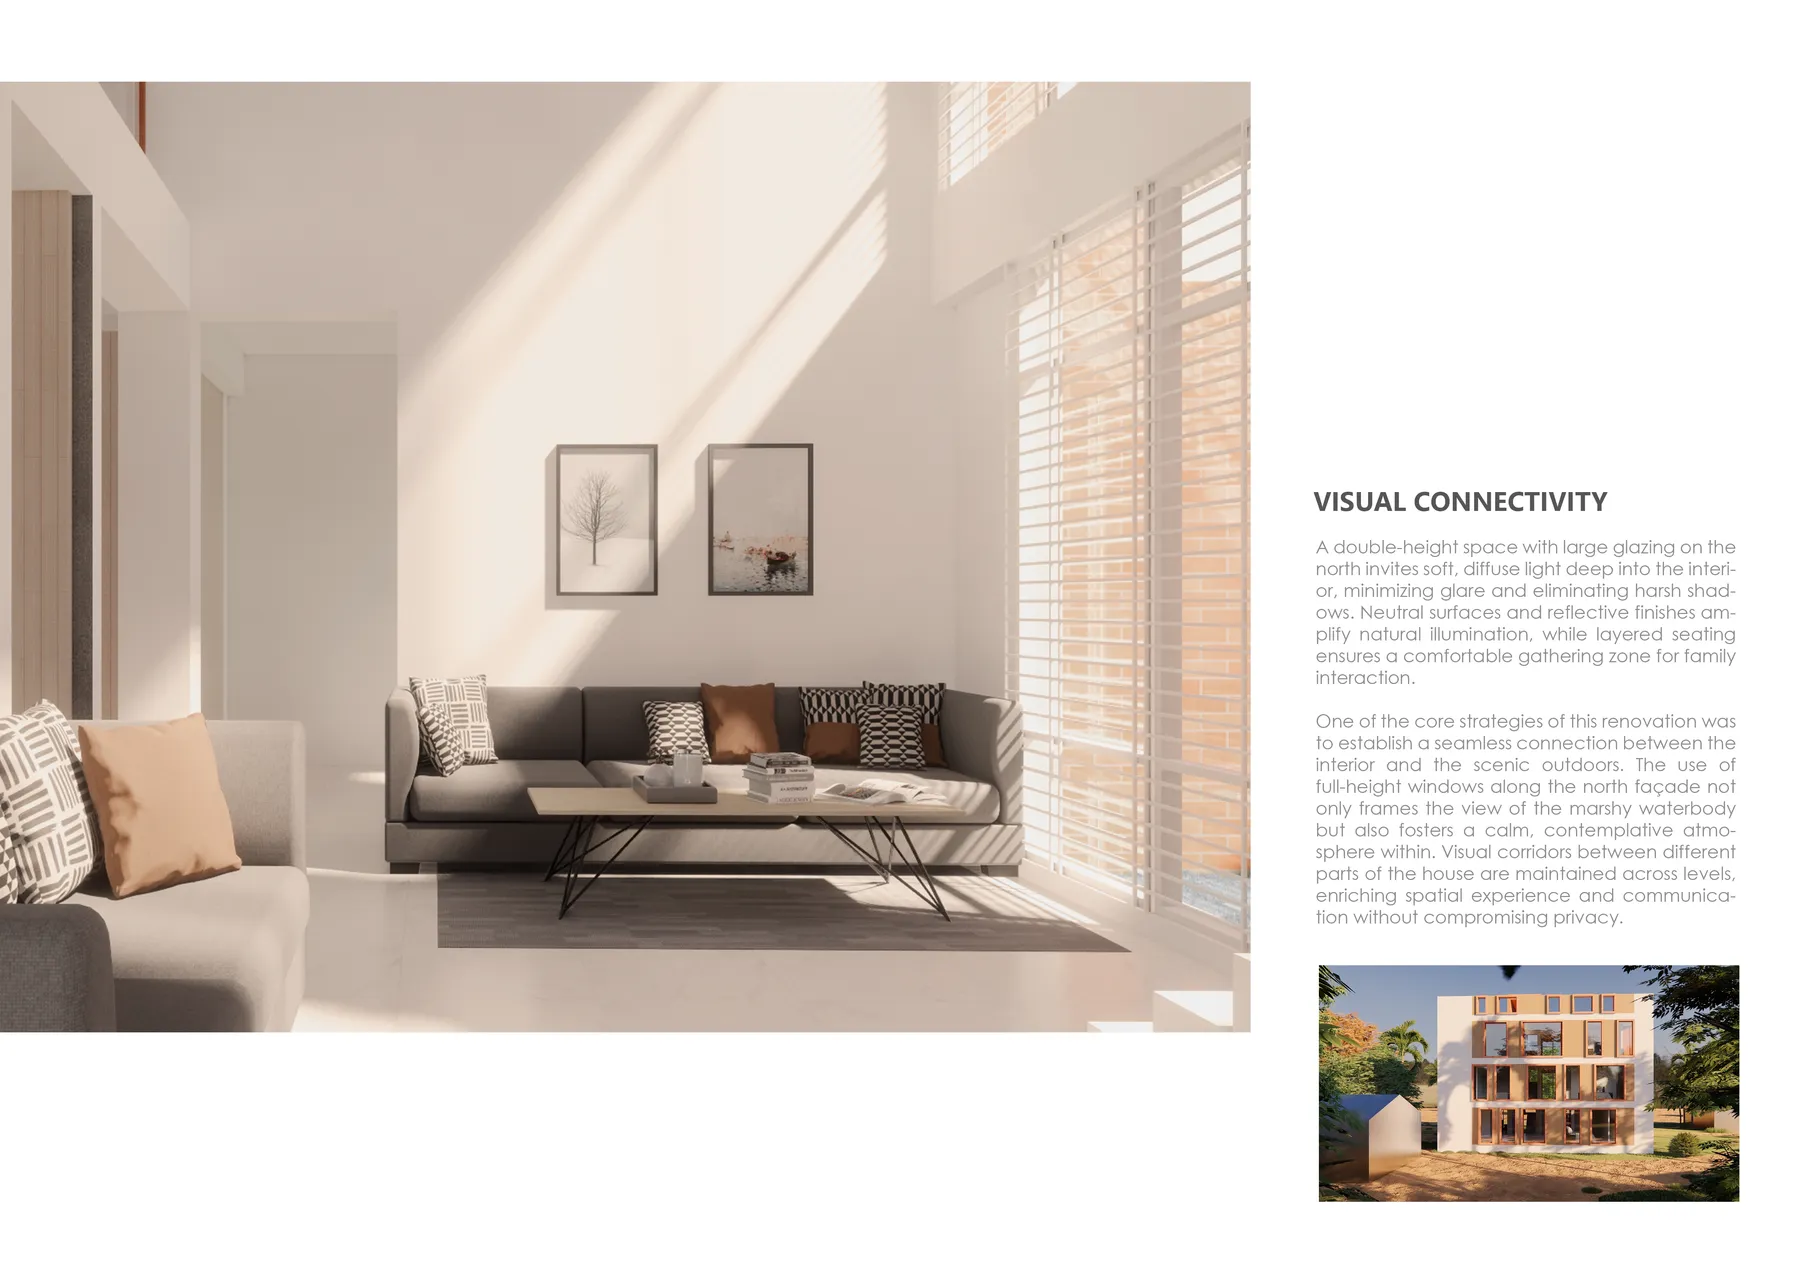 VISUAL CONNECTIVITY
A double-height space with large glazing on the
north invites soft, diffuse light deep into the interi-
or, minimizing glare and eliminating harsh shad-
ows. Neutral surfaces and reflective finishes am-
plify natural illumination, while layered seating
ensures a comfortable gathering zone for family
interaction.
One of the core strategies of this renovation was
to establish a seamless connection between the
interior and the scenic outdoors. The use of
full-height windows along the north façade not
only frames the view of the marshy waterbody
but also fosters a calm, contemplative atmo-
sphere within. Visual corridors between different
parts of the house are maintained across levels,
enriching spatial experience and communica-
tion without compromising privacy.